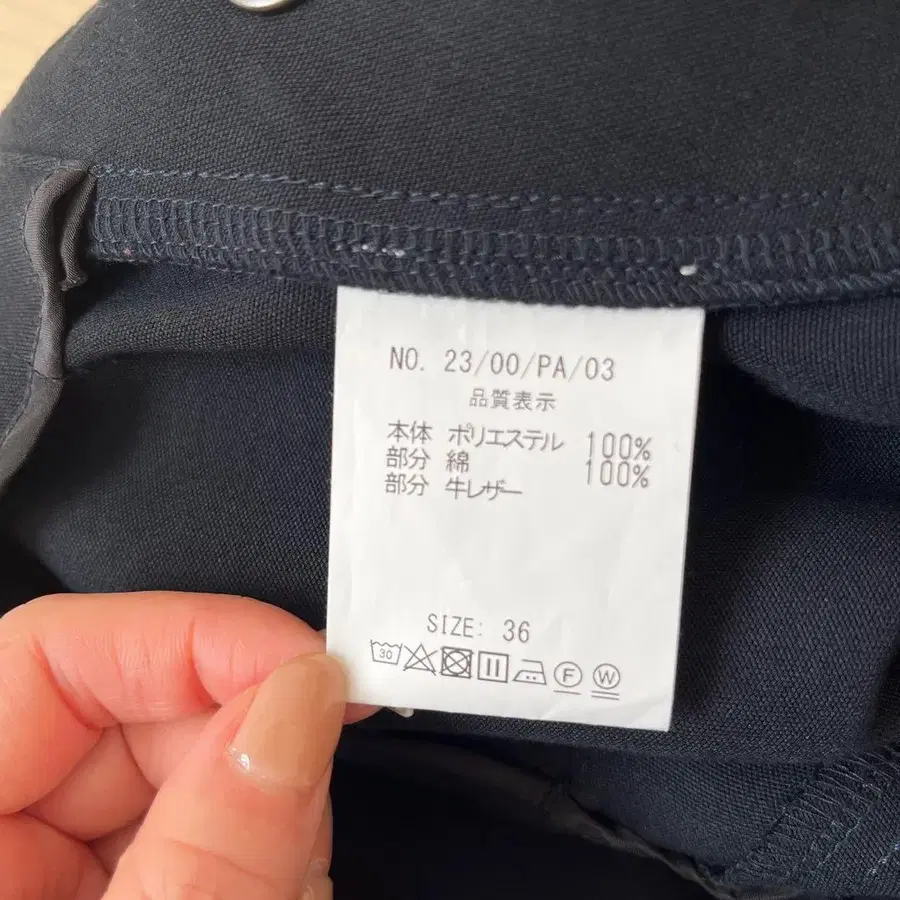 NO. 23/00/PA/03
品質表示
本体 ポリエステル 100%
部分 綿 100%
部分 牛レザー
SIZE: 36
30 F W